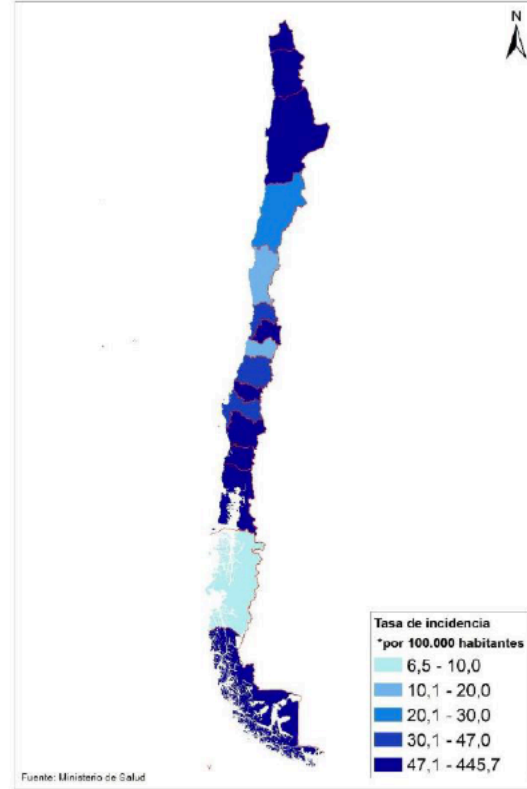 N
Tasa de incidencia
*por 100.000 habitantes
6,5 - 10,0
10,1 - 20,0
20,1 - 30,0
30,1 - 47,0
47,1 - 445,7
Fuente: Ministerio de Salud